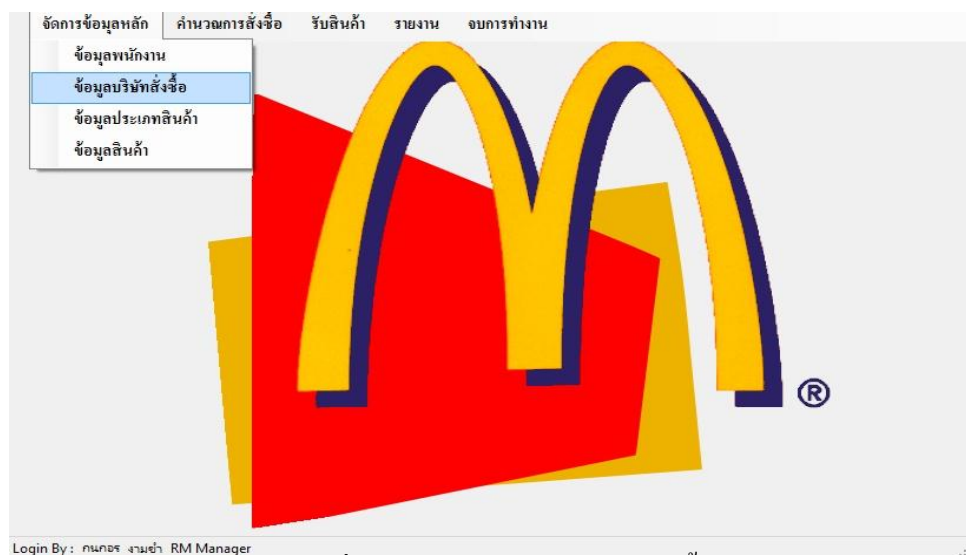 จัดการข้อมูลหลัก คำนวณการสั่งซื้อ รับสินค้า รายงาน จบการทำงาน
ข้อมูลพนักงาน
ข้อมูลบริษัทสั่งซื้อ
ข้อมูลประเภทสินค้า
ข้อมูลสินค้า
®
Login By : กนกอร งามขำ RM Manager